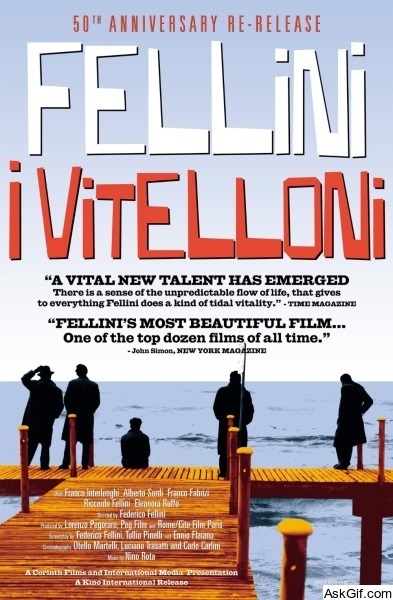 50TH ANNIVERSARY RE-RELEASE
FELLiNi
i ViTELLONi
“A VITAL NEW TALENT HAS EMERGED
There is a sense of the unpredictable flow of life, that gives
to everything Fellini does a kind of tidal vitality.” - TIME MAGAZINE
“FELLINI'S MOST BEAUTIFUL FILM...
One of the top dozen films of all time.”
- John Simon, NEW YORK MAGAZINE
Franco Interlenghi, Alberto Sordi, Franco Fabrizi
Riccardo Fellini, Eleanora Ruffo
Directed by Federico Fellini
Produced by Lorenzo Pegoraro, Peg Film and Rome/Cite Film Paris
Screenplay by Federico Fellini, Tullio Pinelli and Ennio Flaiano
Cinematography Otello Martelli, Luciano Trasatti and Carlo Carlini
Music by Nino Rota
A Corinth Films and International Media Presentation
A Kino International Release
AskGif.com